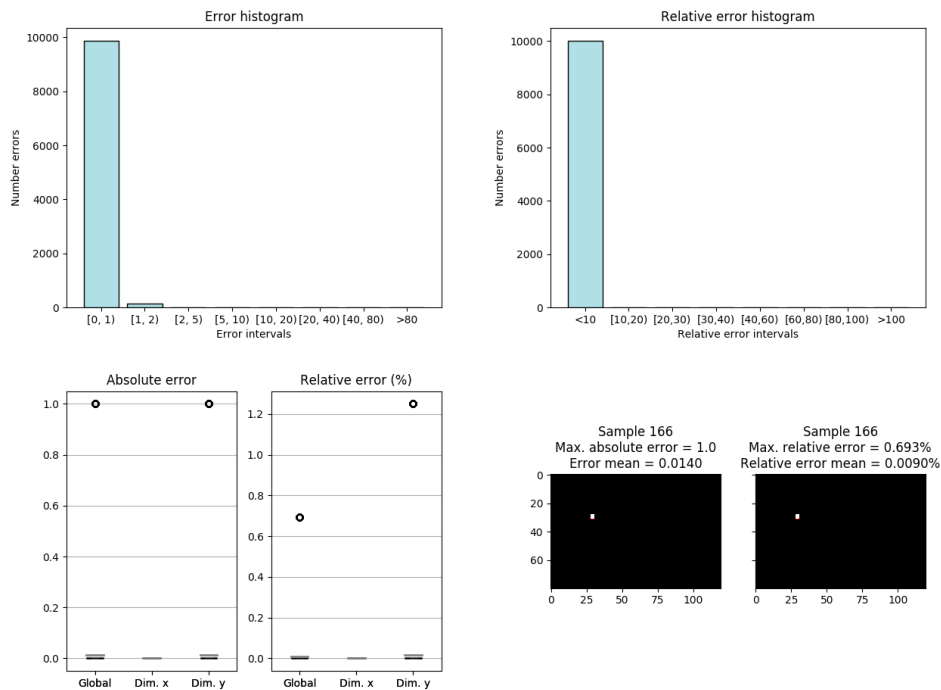 Error histogram
10000
8000
6000
4000
2000
0
Number errors
[0, 1) [1, 2) [2, 5) [5, 10) [10, 20) [20, 40) [40, 80) >80
Error intervals
Relative error histogram
10000
8000
6000
4000
2000
0
Number errors
<10 [10,20) [20,30) [30,40) [40,60) [60,80) [80,100) >100
Relative error intervals
Absolute error
1.0
0.8
0.6
0.4
0.2
0.0
Global Dim. x Dim. y
Relative error (%)
1.2
1.0
0.8
0.6
0.4
0.2
0.0
Global Dim. x Dim. y
Sample 166
Max. absolute error = 1.0
Error mean = 0.0140
0
20
40
60
0 25 50 75 100
Sample 166
Max. relative error = 0.693%
Relative error mean = 0.0090%
0 25 50 75 100